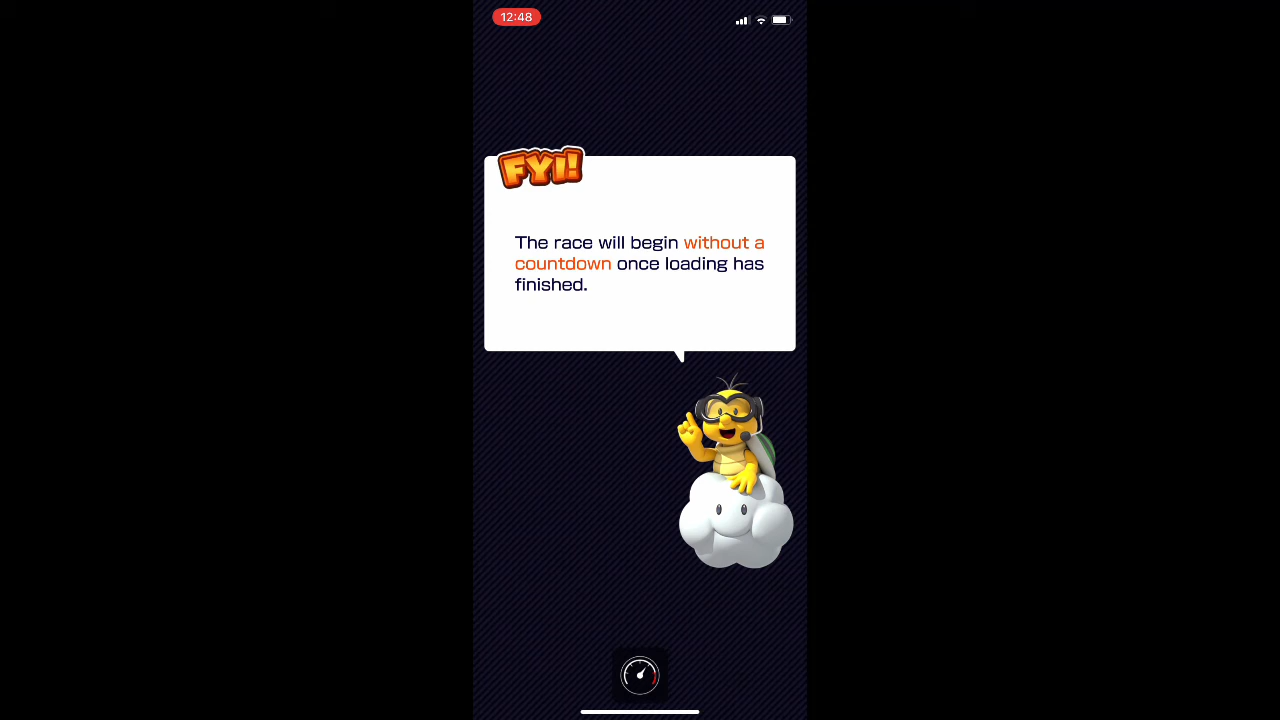 12:48
FYI!
The race will begin without a
countdown once loading has
finished.